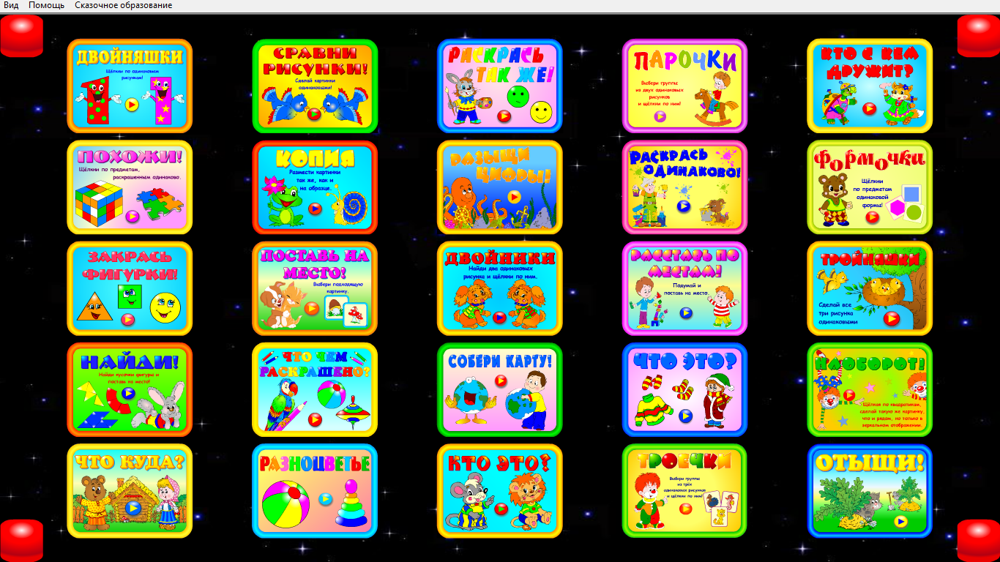 Вид Помощь Сказочное образование
ДВОЙНЯШКИ
Щёлкни по одинаковым
рисункам!
СРАВНИ
РИСУНКИ!
Сделай картинки
одинаковыми!
РАСКРАСЬ
ТАК ЖЕ!
ПАРОЧКИ
Выбери группы
из двух одинаковых
рисунков
и щёлкни по ним!
КТО С КЕМ
ДРУЖИТ?
ПОХОЖИ!
Щёлкни по предметам,
раскрашенным одинаково.
КОПИЯ
Размести картинки
так же, как и
на образце.
РАЗЫЩИ
ЦИФРЫ!
РАСКРАСЬ
ОДИНАКОВО!
ФОРМОЧКИ
Щёлкни
по предметам
одинаковой
формы!
ЗАКРАСЬ
ФИГУРКИ!
ПОСТАВЬ НА
МЕСТО!
Выбери подходящую
картинку.
ДВОЙНИКИ
Найди два одинаковых
рисунка и щёлкни по ним.
РАССТАВЬ ПО
МЕСТАМ!
Подумай и
поставь на место.
ТРОЙНЯШКИ
Сделай все
три рисунка
одинаковыми
НАЙДИ!
Найди кусочки фигуры и
поставь на место!
ЧТО ЧЕМ
РАСКРАШЕНО?
СОБЕРИ КАРТУ!
ЧТО ЭТО?
НАОБОРОТ!
Щёлкая по квадратикам,
сделай такую же картинку,
что и рядом, но только в
зеркальном отображении.
ЧТО КУДА?
РАЗНОЦВЕТЬЕ
КТО ЭТО?
ТРОЕЧКИ
Выбери группы
из трёх
одинаковых рисунков
и щёлкни по ним!
ОТЫЩИ!